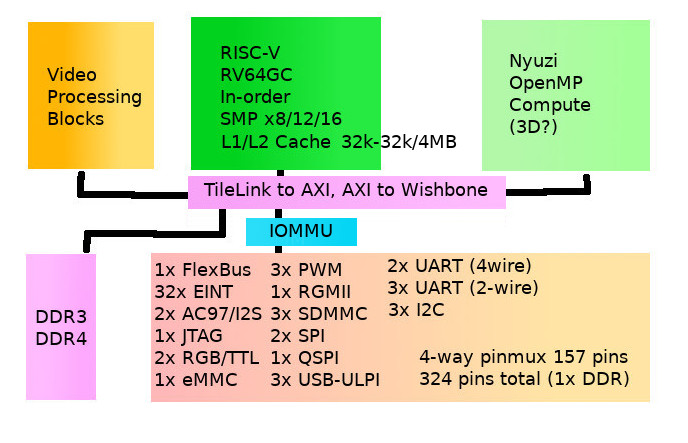 Video
Processing
Blocks
RISC-V
RV64GC
In-order
SMP x8/12/16
L1/L2 Cache 32k-32k/4MB
Nyuzi
OpenMP
Compute
(3D?)
TileLink to AXI, AXI to Wishbone
IOMMU
DDR3
DDR4
1x FlexBus
32x EINT
2x AC97/I2S
1x JTAG
2x RGB/TTL
1x eMMC
3x PWM
1x RGMII
3x SDMMC
2x SPI
1x QSPI
3x USB-ULPI
2x UART (4wire)
3x UART (2-wire)
3x I2C
4-way pinmux 157 pins
324 pins total (1x DDR)